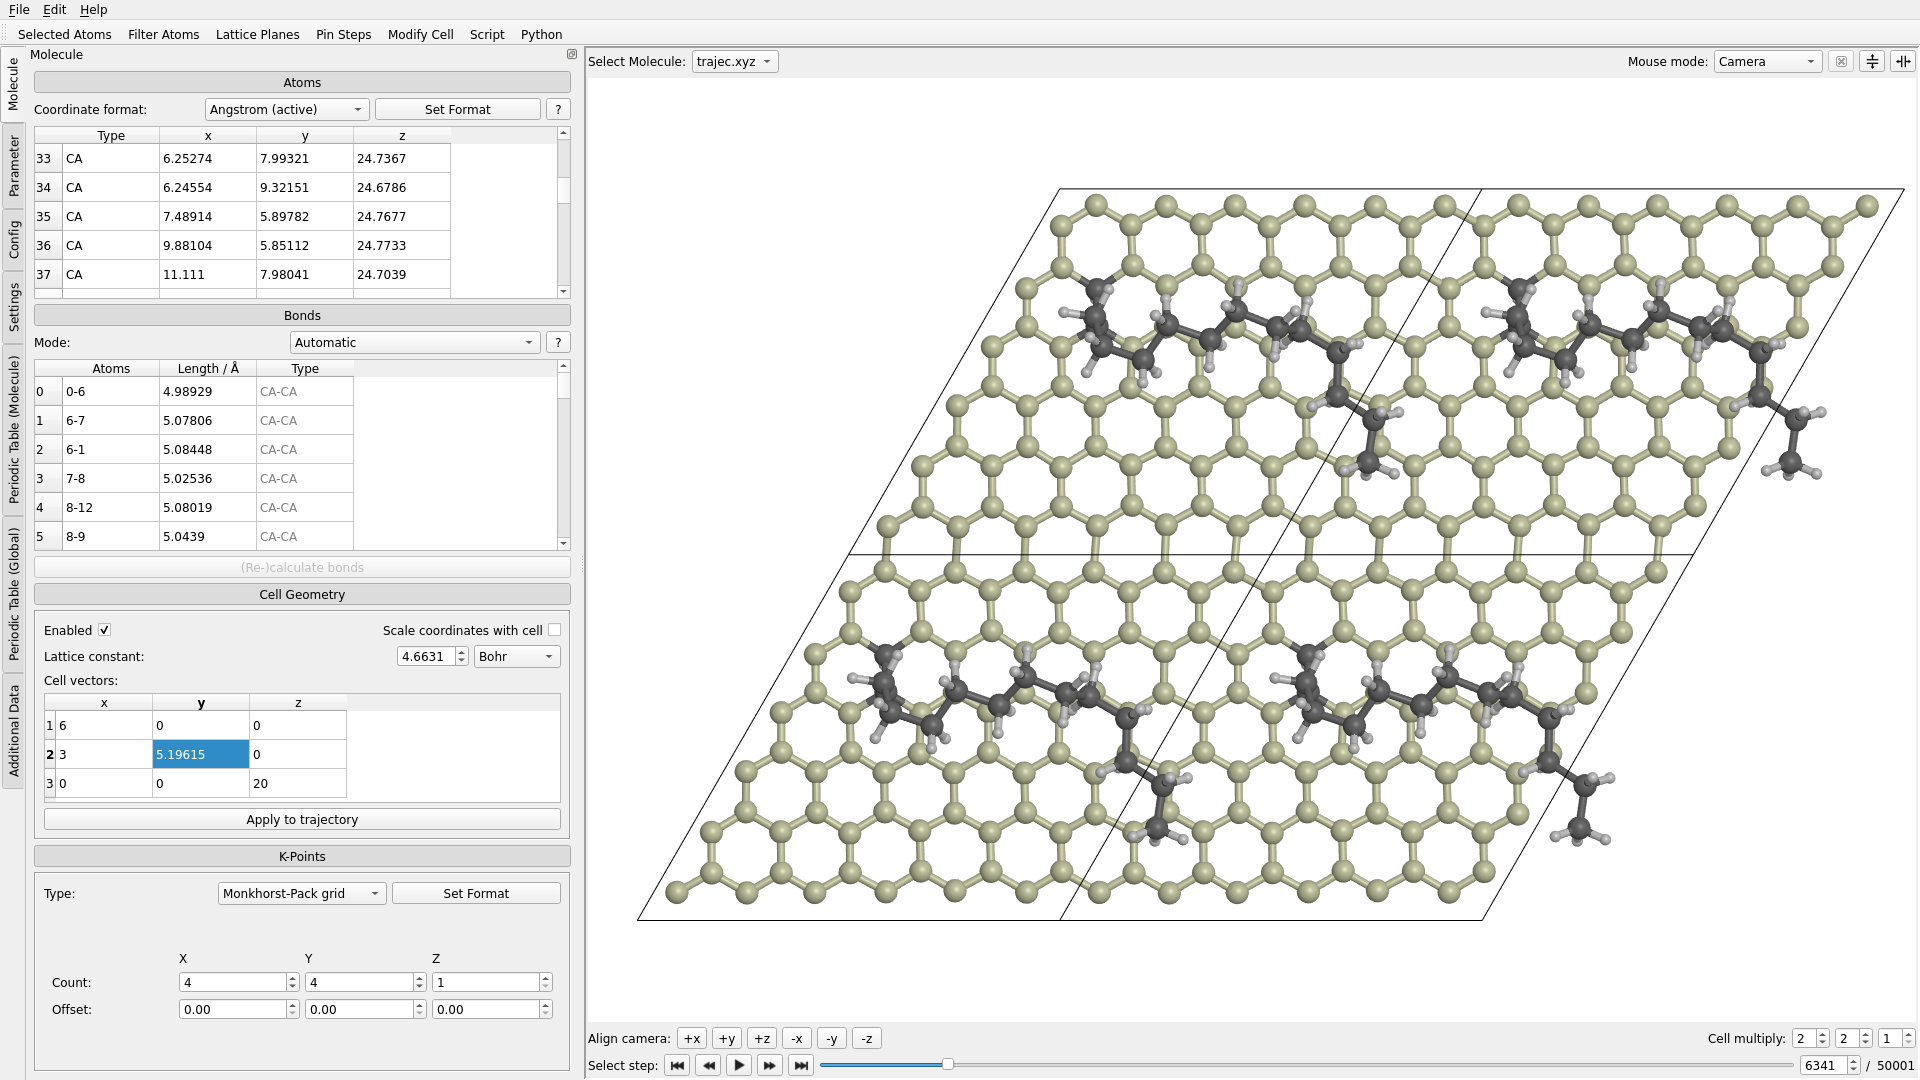 File Edit Help
Selected Atoms Filter Atoms Lattice Planes Pin Steps Modify Cell Script Python
Molecule
Parameter
Config
Settings
Periodic Table (Molecule)
Periodic Table (Global)
Additional Data
Molecule
Atoms
Coordinate format: Angstrom (active) Set Format ?
Type x y z
33 CA 6.25274 7.99321 24.7367
34 CA 6.24554 9.32151 24.6786
35 CA 7.48914 5.89782 24.7677
36 CA 9.88104 5.85112 24.7733
37 CA 11.111 7.98041 24.7039
Bonds
Mode: Automatic ?
Atoms Length / Å Type
0 0-6 4.98929 CA-CA
1 6-7 5.07806 CA-CA
2 6-1 5.08448 CA-CA
3 7-8 5.02536 CA-CA
4 8-12 5.08019 CA-CA
5 8-9 5.0439 CA-CA
(Re-)calculate bonds
Cell Geometry
Enabled Scale coordinates with cell
Lattice constant: 4.6631 Bohr
Cell vectors:
x y z
1 6 0 0
2 3 5.19615 0
3 0 0 20
Apply to trajectory
K-Points
Type: Monkhorst-Pack grid Set Format
X Y Z
Count: 4 4 1
Offset: 0.00 0.00 0.00
Select Molecule: trajec.xyz Mouse mode: Camera
Align camera: +x +y +z -x -y -z Cell multiply: 2 2 1
Select step: 6341 / 50001